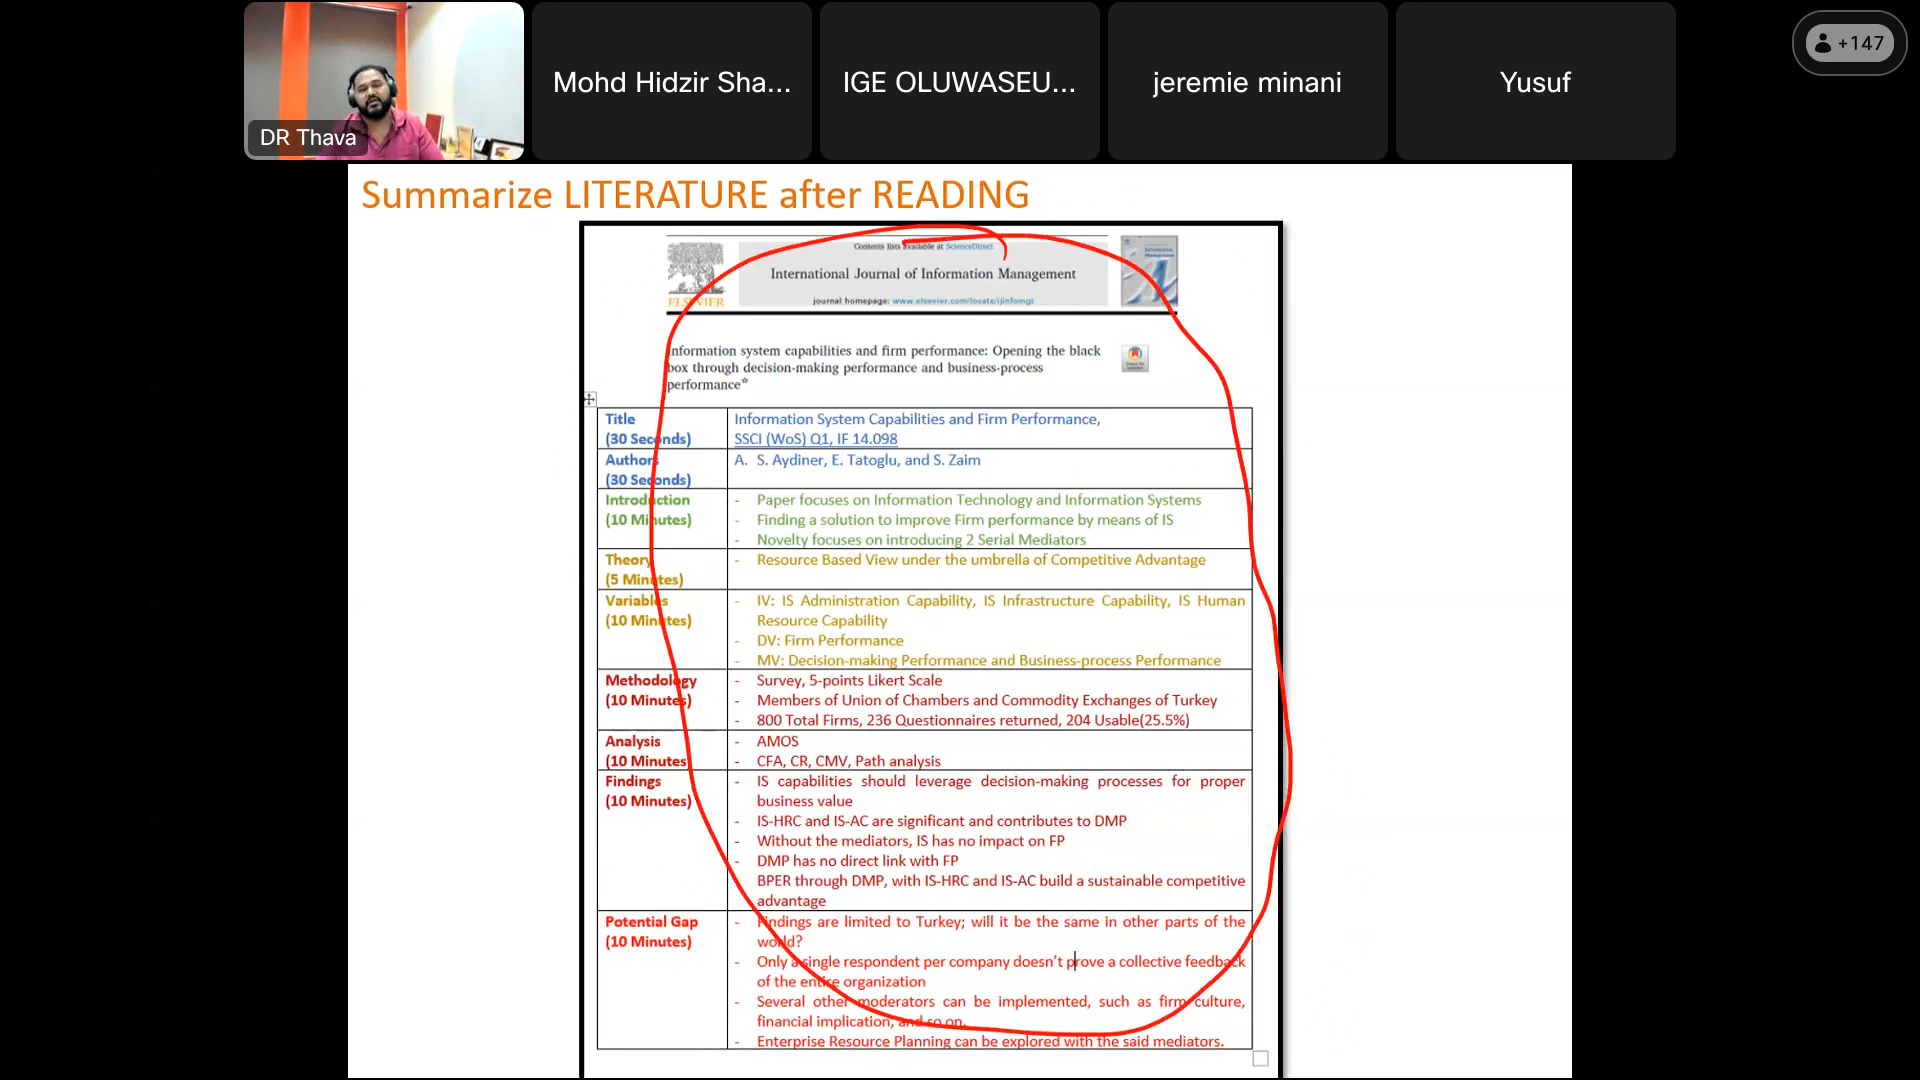 DR Thava
Mohd Hidzir Sha...
IGE OLUWASEU...
jeremie minani
Yusuf
+147
Summarize LITERATURE after READING
Contents lists available at ScienceDirect
International Journal of Information Management
journal homepage: www.elsevier.com/locate/ijinfomgt
ELSEVIER
Information system capabilities and firm performance: Opening the black
box through decision-making performance and business-process
performance*
Title
(30 Seconds)
Information System Capabilities and Firm Performance,
SSCI (WoS) Q1, IF 14.098
Authors
(30 Seconds)
A. S. Aydiner, E. Tatoglu, and S. Zaim
Introduction
(10 Minutes)
- Paper focuses on Information Technology and Information Systems
- Finding a solution to improve Firm performance by means of IS
- Novelty focuses on introducing 2 Serial Mediators
Theory
(5 Minutes)
- Resource Based View under the umbrella of Competitive Advantage
Variables
(10 Minutes)
- IV: IS Administration Capability, IS Infrastructure Capability, IS Human
Resource Capability
- DV: Firm Performance
- MV: Decision-making Performance and Business-process Performance
Methodology
(10 Minutes)
- Survey, 5-points Likert Scale
- Members of Union of Chambers and Commodity Exchanges of Turkey
- 800 Total Firms, 236 Questionnaires returned, 204 Usable(25.5%)
Analysis
(10 Minutes)
- AMOS
- CFA, CR, CMV, Path analysis
Findings
(10 Minutes)
- IS capabilities should leverage decision-making processes for proper
business value
- IS-HRC and IS-AC are significant and contributes to DMP
- Without the mediators, IS has no impact on FP
- DMP has no direct link with FP
BPER through DMP, with IS-HRC and IS-AC build a sustainable competitive
advantage
Potential Gap
(10 Minutes)
- Findings are limited to Turkey; will it be the same in other parts of the
world?
- Only a single respondent per company doesn't prove a collective feedback
of the entire organization
- Several other moderators can be implemented, such as firm culture,
financial implication, and so on.
- Enterprise Resource Planning can be explored with the said mediators.